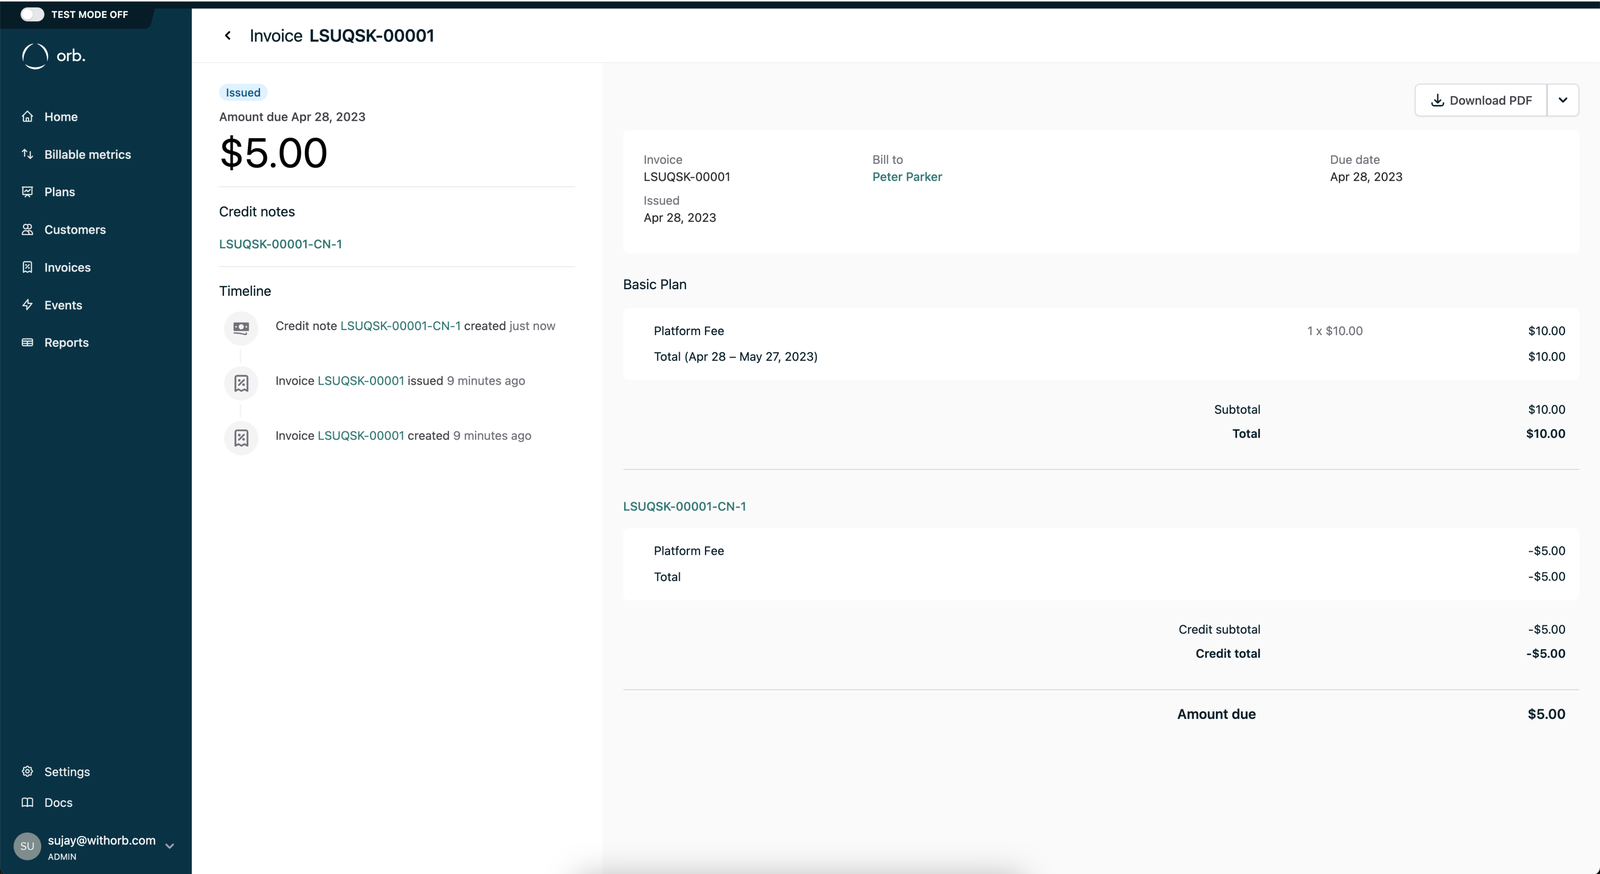 TEST MODE OFF
orb.
Home
Billable metrics
Plans
Customers
Invoices
Events
Reports
Settings
Docs
SU
sujay@withorb.com
ADMIN
Invoice LSUQSK-00001
Issued
Amount due Apr 28, 2023
$5.00
Credit notes
LSUQSK-00001-CN-1
Timeline
Credit note LSUQSK-00001-CN-1 created just now
Invoice LSUQSK-00001 issued 9 minutes ago
Invoice LSUQSK-00001 created 9 minutes ago
Download PDF
Invoice
LSUQSK-00001
Issued
Apr 28, 2023
Bill to
Peter Parker
Due date
Apr 28, 2023
Basic Plan
Platform Fee 1 x $10.00 $10.00
Total (Apr 28 – May 27, 2023) $10.00
Subtotal $10.00
Total $10.00
LSUQSK-00001-CN-1
Platform Fee -$5.00
Total -$5.00
Credit subtotal -$5.00
Credit total -$5.00
Amount due $5.00